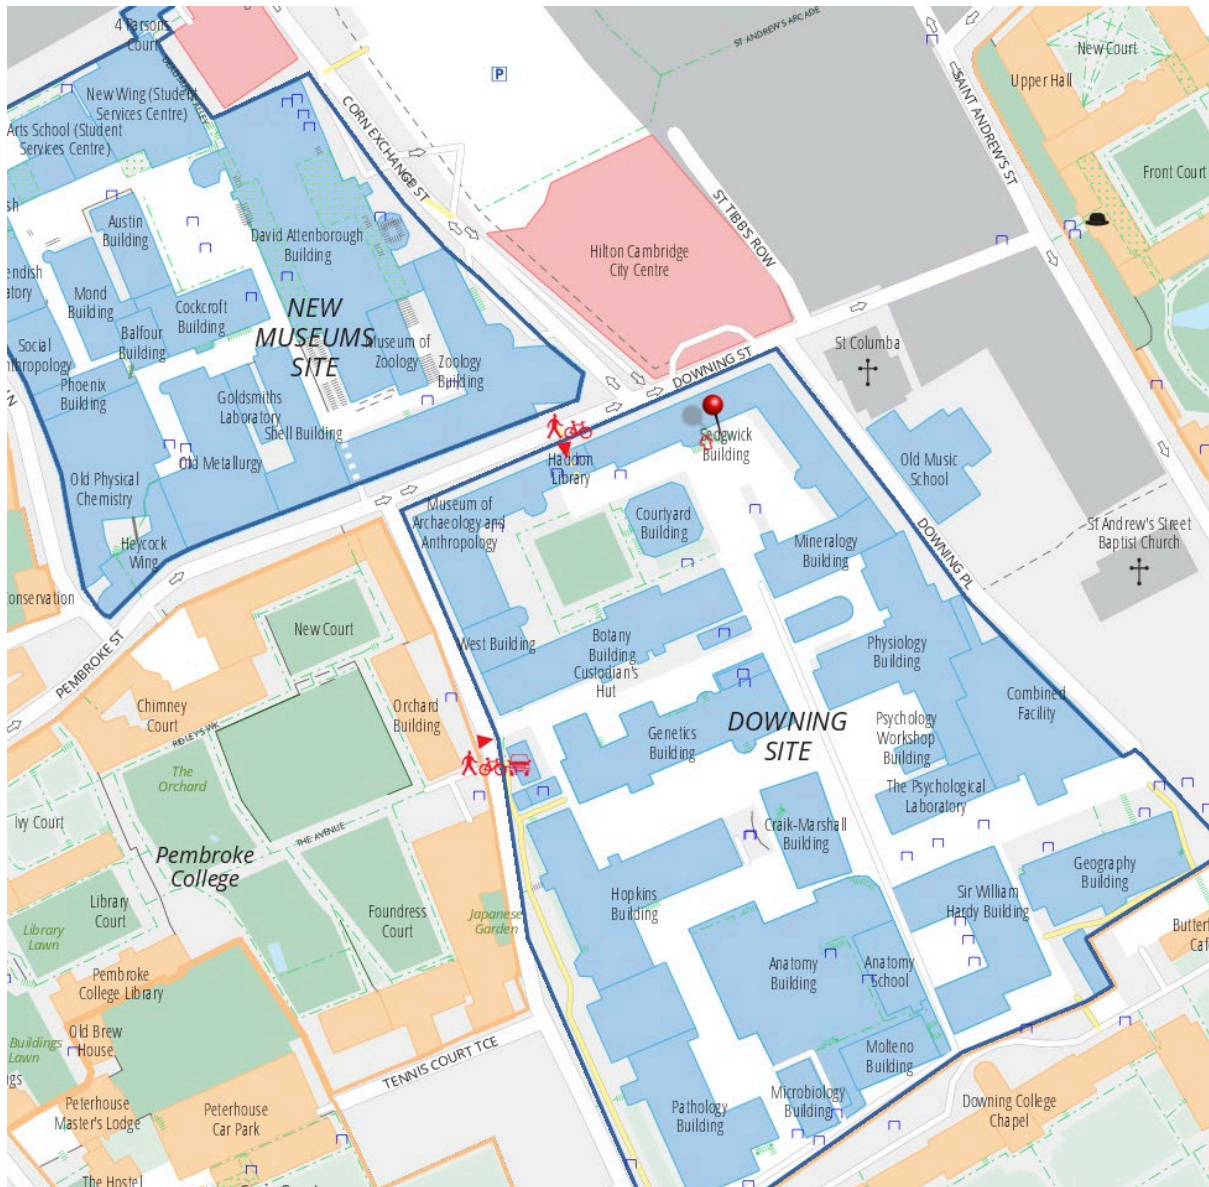 4 Parsons
Court
New Wing (Student
Services Centre)
Arts School (Student
Services Centre)
CORN EXCHANGE ST
P
ST ANDREW'S ARCADE
SAINT ANDREW'S ST
New Court
Upper Hall
Front Court
ST TIBB'S ROW
Hilton Cambridge
City Centre
Austin
Building
David Attenborough
Building
Mond
Building
Cockcroft
Building
Balfour
Building
NEW
MUSEUMS
SITE
Museum of
Zoology
Zoology
Building
Social
Phoenix
Building
Goldsmiths
Laboratory
Shell Building
Old Metallurgy
Old Physical
Chemistry
Heycock
Wing
DOWNING ST
St Columba
Sedgwick
Building
Haddon
Library
Old Music
School
Museum of
Archaeology and
Anthropology
Courtyard
Building
Mineralogy
Building
DOWNING PL
St Andrew's Street
Baptist Church
PEMBROKE ST
New Court
West Building
Botany
Building
Custodian's
Hut
Physiology
Building
Combined
Facility
Chimney
Court
RIDLEY'S WK
Orchard
Building
Genetics
Building
DOWNING
SITE
Psychology
Workshop
Building
The Psychological
Laboratory
The
Orchard
Ivy Court
THE AVENUE
Pembroke
College
Craik-Marshall
Building
Geography
Building
Hopkins
Building
Sir William
Hardy Building
Library
Court
Library
Lawn
Foundress
Court
Japanese
Garden
Pembroke
College Library
Anatomy
Building
Anatomy
School
Old Brew
House
Buildings
Lawn
TENNIS COURT TCE
Molteno
Building
Microbiology
Building
Pathology
Building
Peterhouse
Master's Lodge
Peterhouse
Car Park
Downing College
Chapel
The Hostel